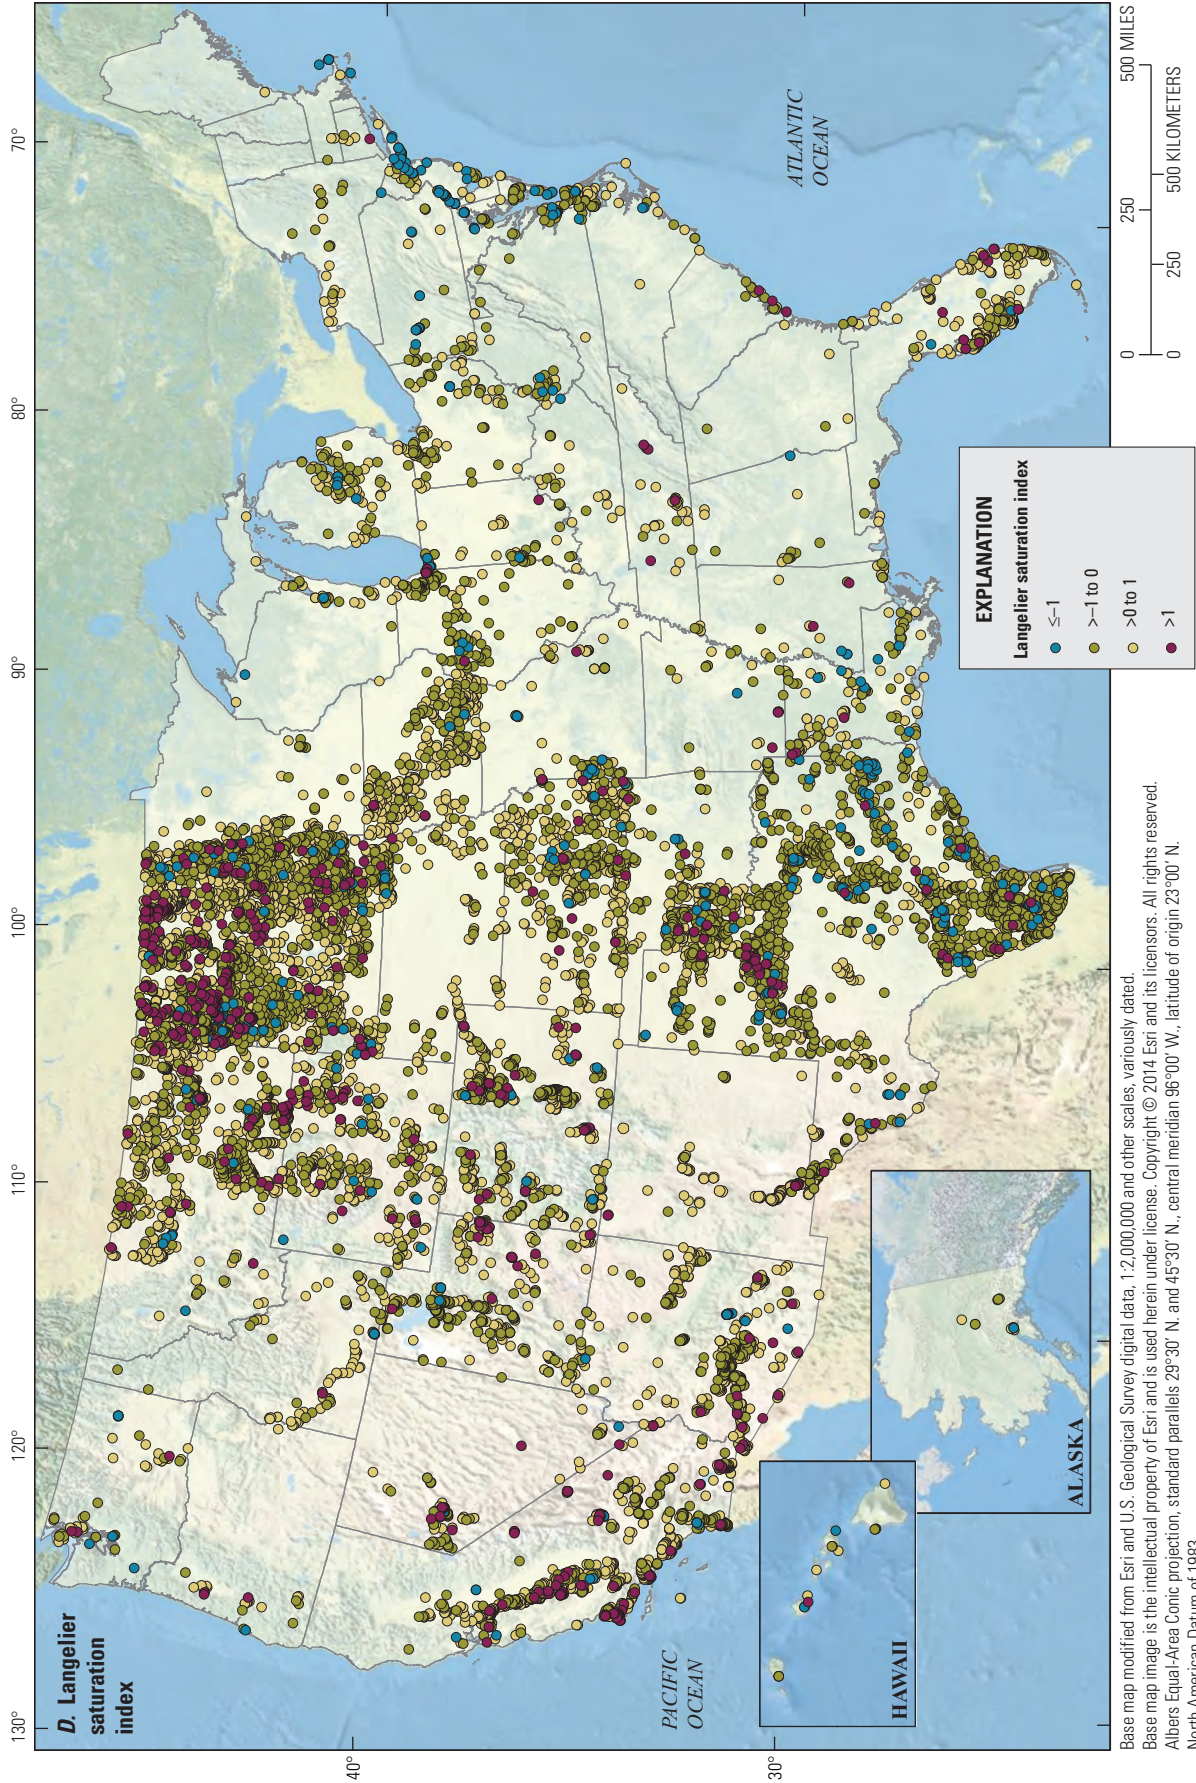 D. Langelier
saturation
index
130°
120°
110°
100°
90°
80°
70°
40°
30°
PACIFIC
OCEAN
ATLANTIC
OCEAN
HAWAII
ALASKA
EXPLANATION
Langelier saturation index
≤–1
>–1 to 0
>0 to 1
>1
0 250 500 MILES
0 250 500 KILOMETERS
Base map modified from Esri and U.S. Geological Survey digital data, 1:2,000,000 and other scales, variously dated.
Base map image is the intellectual property of Esri and is used herein under license. Copyright © 2014 Esri and its licensors. All rights reserved.
Albers Equal-Area Conic projection, standard parallels 29°30′ N. and 45°30′ N., central meridian 96°00′ W., latitude of origin 23°00′ N.
North American Datum of 1983